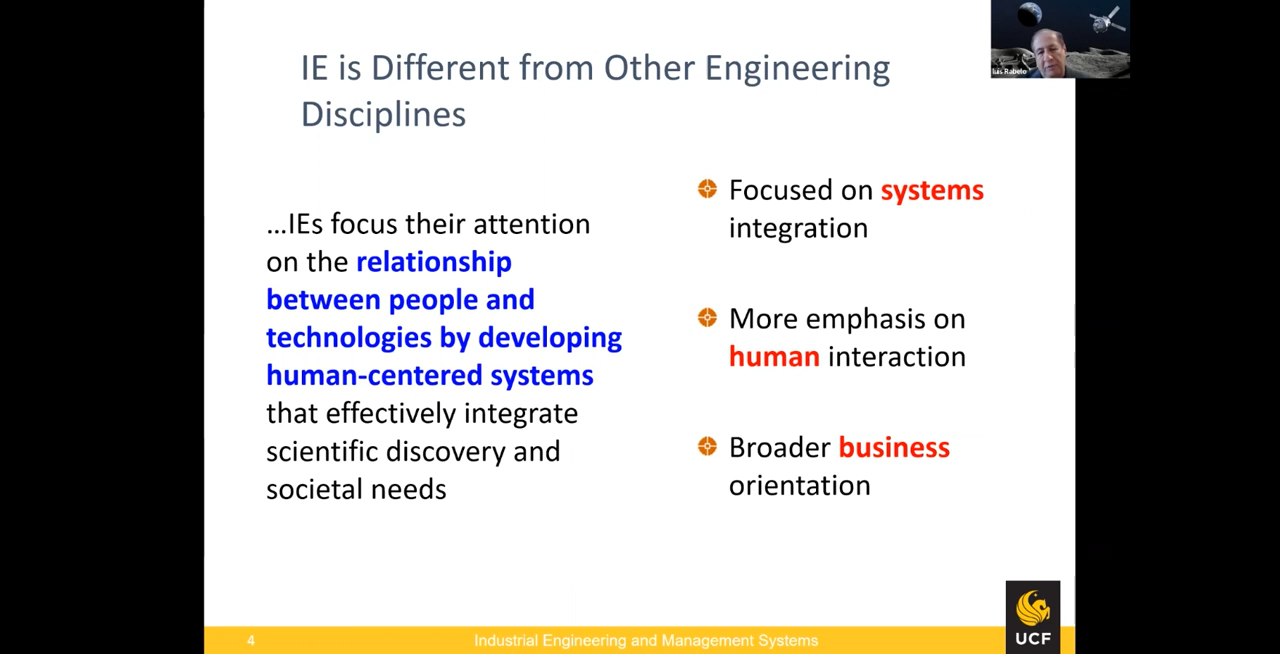 IE is Different from Other Engineering
Disciplines
Luis Rabelo
...IEs focus their attention
on the relationship
between people and
technologies by developing
human-centered systems
that effectively integrate
scientific discovery and
societal needs
Focused on systems
integration
More emphasis on
human interaction
Broader business
orientation
4
Industrial Engineering and Management Systems
UCF